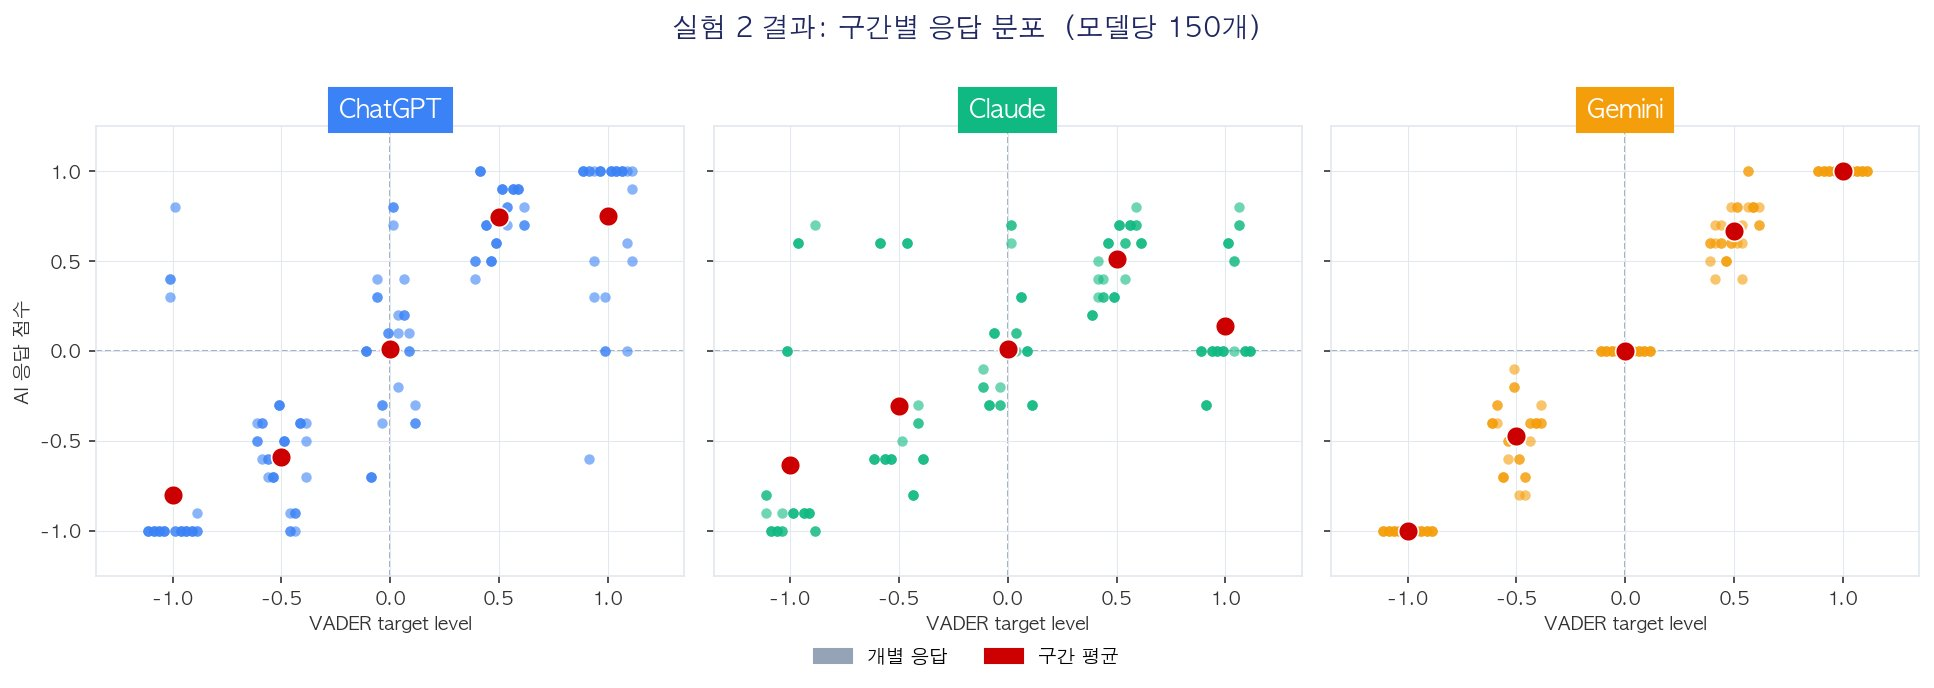 실험 2 결과: 구간별 응답 분포 (모델당 150개)
ChatGPT
Claude
Gemini
AI 응답 점수
1.0
0.5
0.0
-0.5
-1.0
-1.0 -0.5 0.0 0.5 1.0
-1.0 -0.5 0.0 0.5 1.0
-1.0 -0.5 0.0 0.5 1.0
VADER target level
VADER target level
VADER target level
개별 응답
구간 평균